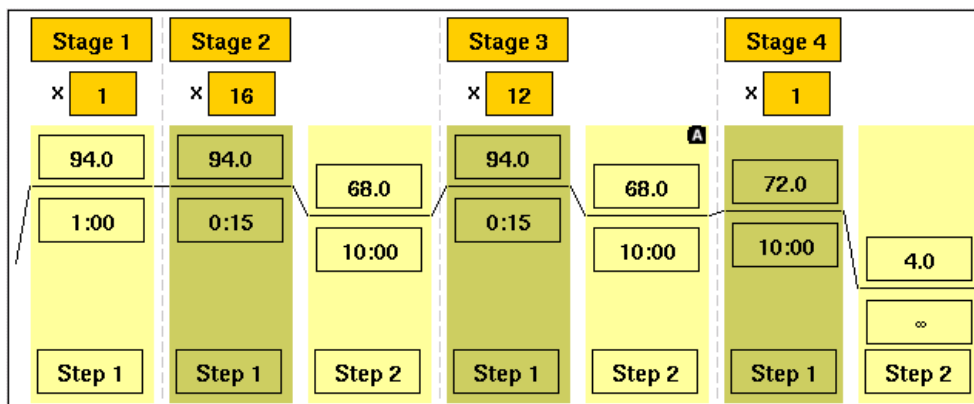 Stage 1 Stage 2 Stage 3 Stage 4
x 1 x 16 x 12 x 1
A
94.0 94.0 68.0 94.0 68.0 72.0 4.0
1:00 0:15 10:00 0:15 10:00 10:00 ∞
Step 1 Step 1 Step 2 Step 1 Step 2 Step 1 Step 2